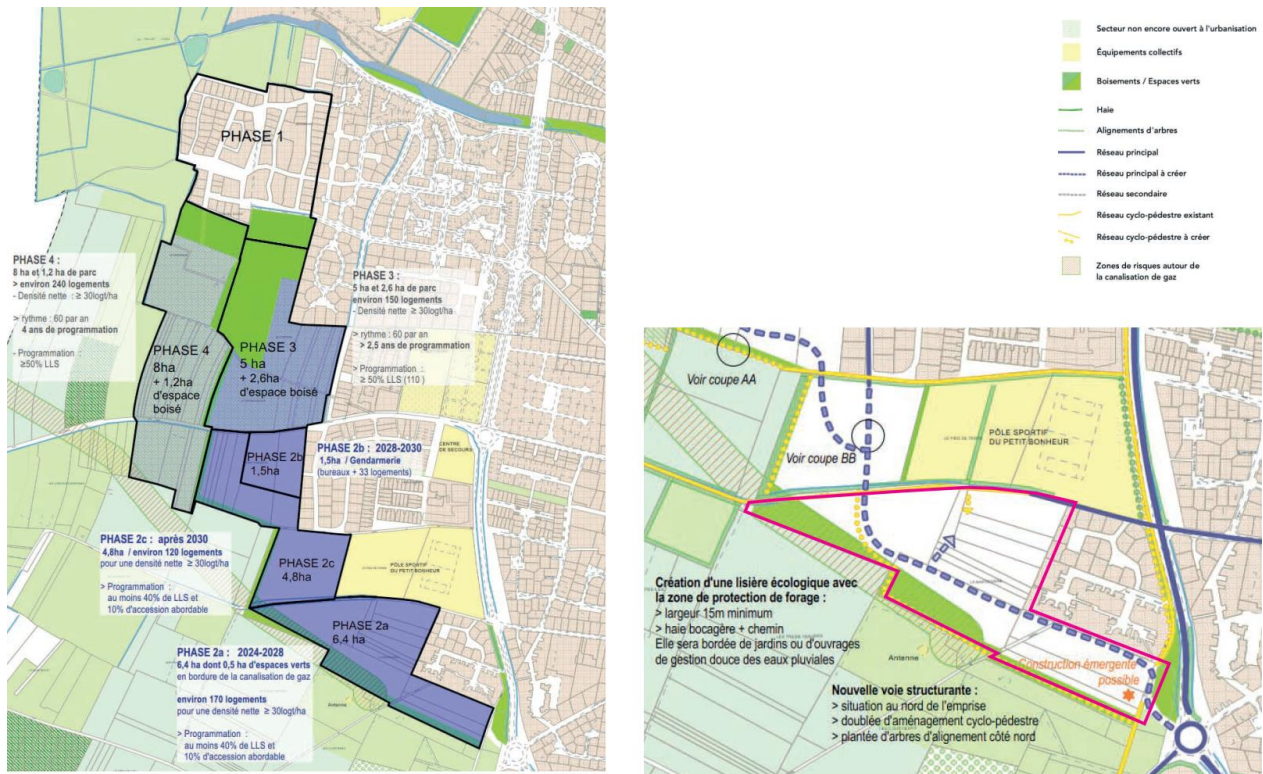 PHASE 1
PHASE 4 :
8 ha et 1,2 ha de parc
> environ 240 logements
- Densité nette : ≥ 30logt/ha
> rythme : 60 par an
4 ans de programmation
- Programmation :
≥50% LLS
PHASE 3 :
5 ha et 2,6 ha de parc
environ 150 logements
- Densité nette : ≥ 30logt/ha
> rythme : 60 par an
> 2,5 ans de programmation
> Programmation :
≥ 50% LLS (110 )
PHASE 4
8ha
+ 1,2ha
d'espace
boisé
PHASE 3
5 ha
+ 2,6ha
d'espace boisé
PHASE 2b
1,5ha
PHASE 2b : 2028-2030
1,5ha / Gendarmerie
(bureaux + 33 logements)
CENTRE
DE SECOURS
PHASE 2c : après 2030
4,8ha / environ 120 logements
pour une densité nette ≥ 30logt/ha
> Programmation :
au moins 40% de LLS et
10% d'accession abordable
PHASE 2c
4,8ha
PÔLE SPORTIF
DU PETIT BONHEUR
PHASE 2a
6,4 ha
PHASE 2a : 2024-2028
6,4 ha dont 0,5 ha d'espaces verts
en bordure de la canalisation de gaz
environ 170 logements
pour une densité nette ≥ 30logt/ha
> Programmation :
au moins 40% de LLS et
10% d'accession abordable
Antenne
Secteur non encore ouvert à l'urbanisation
Équipements collectifs
Boisements / Espaces verts
Haie
Alignements d'arbres
Réseau principal
Réseau principal à créer
Réseau secondaire
Réseau cyclo-pédestre existant
Réseau cyclo-pédestre à créer
Zones de risques autour de
la canalisation de gaz
Voir coupe AA
Voir coupe BB
PÔLE SPORTIF
DU PETIT BONHEUR
Création d'une lisière écologique avec
la zone de protection de forage :
> largeur 15m minimum
> haie bocagère + chemin
Elle sera bordée de jardins ou d'ouvrages
de gestion douce des eaux pluviales
Antenne
Construction émergente
possible
Nouvelle voie structurante :
> situation au nord de l'emprise
> doublée d'aménagement cyclo-pédestre
> plantée d'arbres d'alignement côté nord